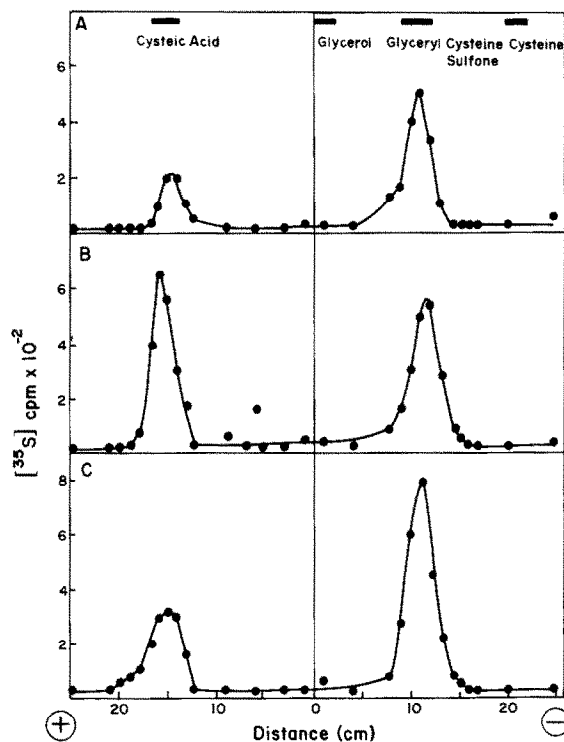 A
Cysteic Acid
Glycerol Glyceryl Cysteine Cysteine
Sulfone
6
4
2
B
6
4
2
C
8
6
4
2
[35S] cpm x 10-2
20 10 0 10 20
+ Distance (cm) −